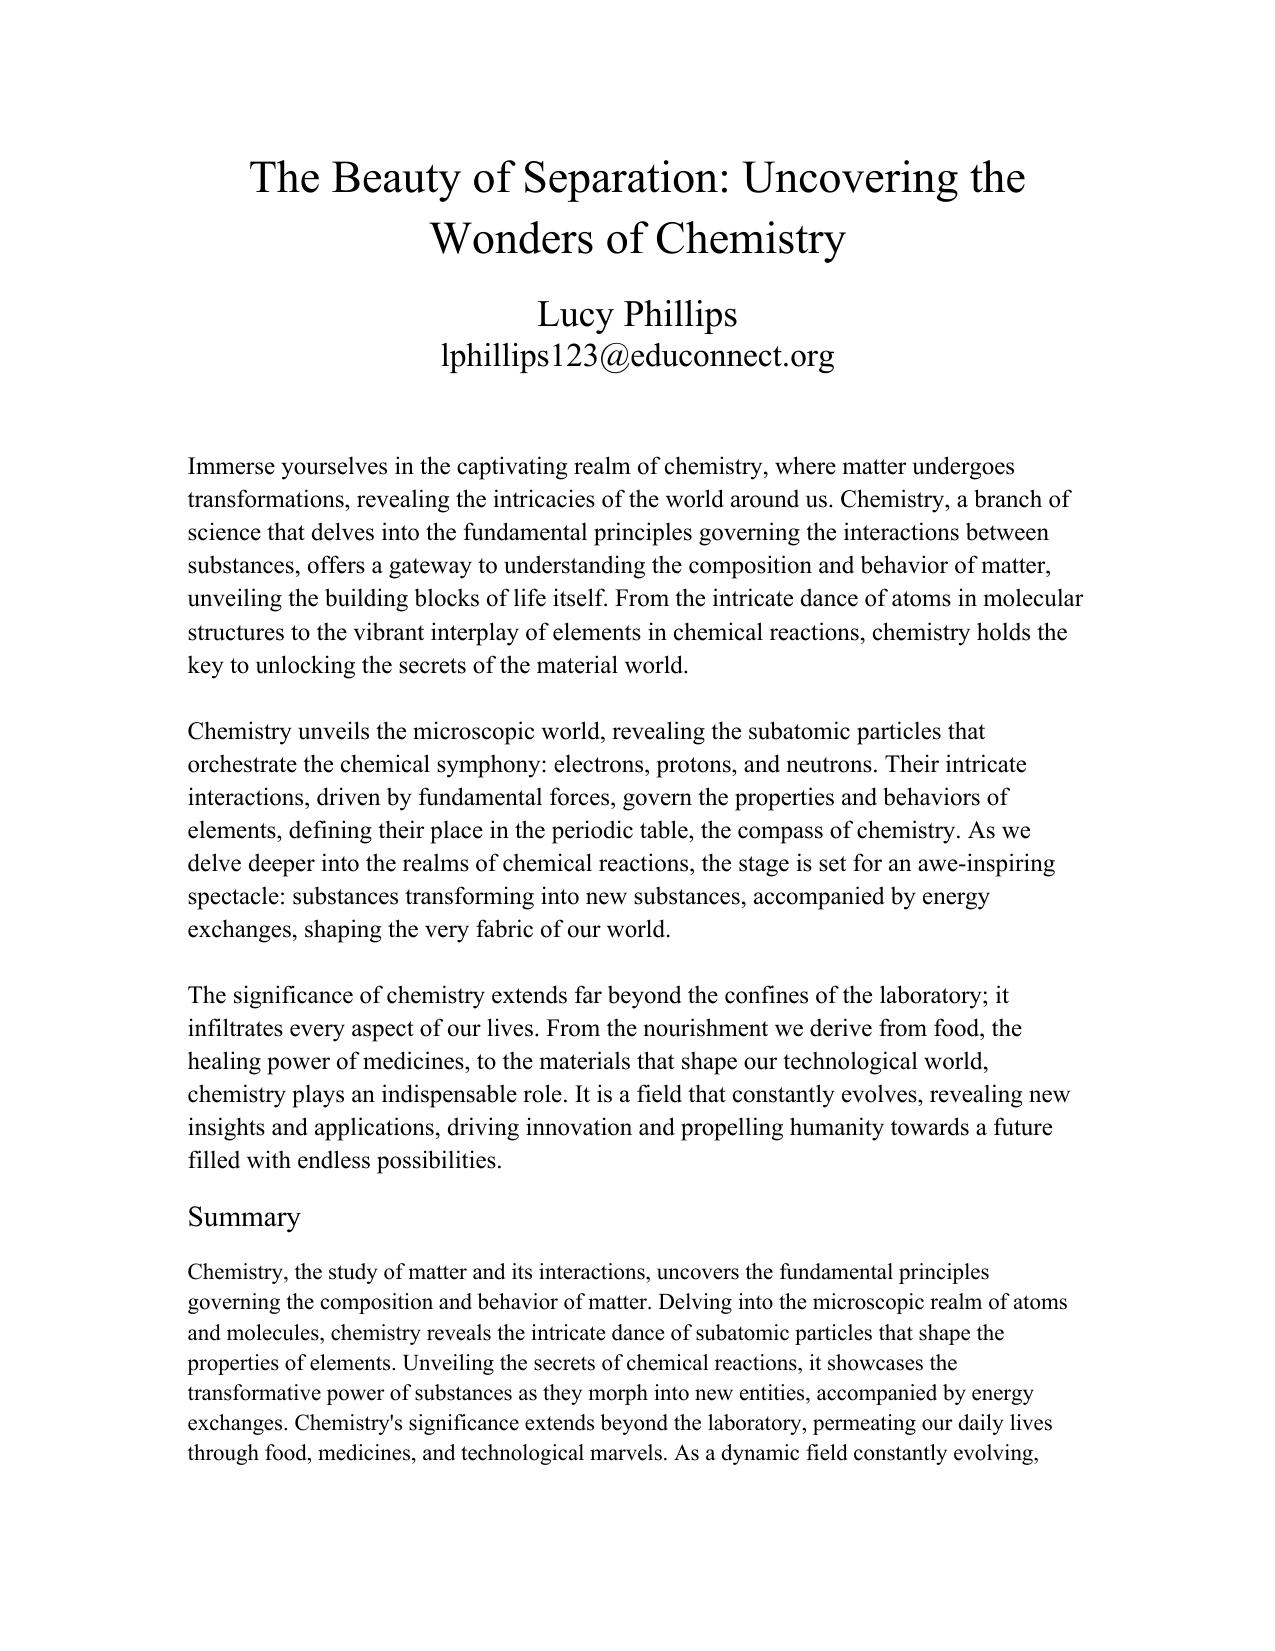 The Beauty of Separation: Uncovering the
Wonders of Chemistry
Lucy Phillips
lphillips123@educonnect.org
Immerse yourselves in the captivating realm of chemistry, where matter undergoes
transformations, revealing the intricacies of the world around us. Chemistry, a branch of
science that delves into the fundamental principles governing the interactions between
substances, offers a gateway to understanding the composition and behavior of matter,
unveiling the building blocks of life itself. From the intricate dance of atoms in molecular
structures to the vibrant interplay of elements in chemical reactions, chemistry holds the
key to unlocking the secrets of the material world.
Chemistry unveils the microscopic world, revealing the subatomic particles that
orchestrate the chemical symphony: electrons, protons, and neutrons. Their intricate
interactions, driven by fundamental forces, govern the properties and behaviors of
elements, defining their place in the periodic table, the compass of chemistry. As we
delve deeper into the realms of chemical reactions, the stage is set for an awe-inspiring
spectacle: substances transforming into new substances, accompanied by energy
exchanges, shaping the very fabric of our world.
The significance of chemistry extends far beyond the confines of the laboratory; it
infiltrates every aspect of our lives. From the nourishment we derive from food, the
healing power of medicines, to the materials that shape our technological world,
chemistry plays an indispensable role. It is a field that constantly evolves, revealing new
insights and applications, driving innovation and propelling humanity towards a future
filled with endless possibilities.
Summary
Chemistry, the study of matter and its interactions, uncovers the fundamental principles
governing the composition and behavior of matter. Delving into the microscopic realm of atoms
and molecules, chemistry reveals the intricate dance of subatomic particles that shape the
properties of elements. Unveiling the secrets of chemical reactions, it showcases the
transformative power of substances as they morph into new entities, accompanied by energy
exchanges. Chemistry's significance extends beyond the laboratory, permeating our daily lives
through food, medicines, and technological marvels. As a dynamic field constantly evolving,